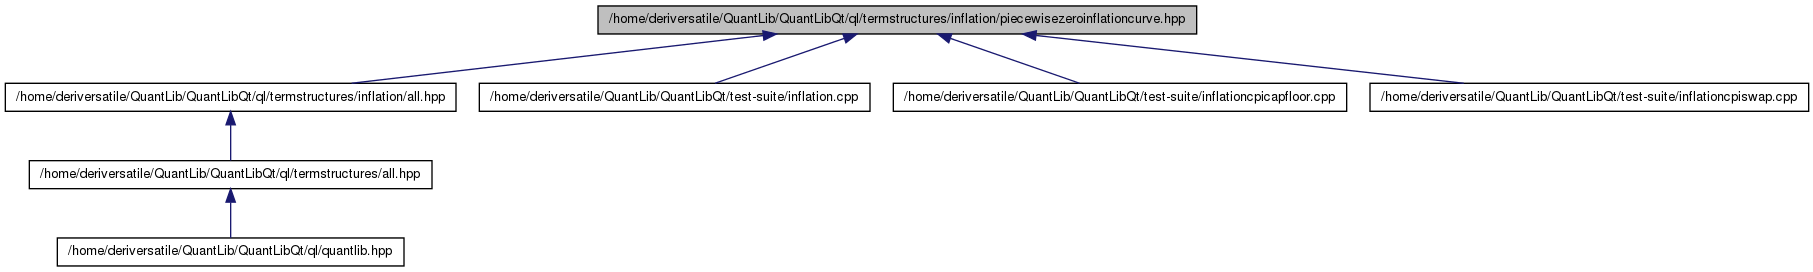 /home/deriversatile/QuantLib/QuantLibQt/ql/termstructures/inflation/piecewisezeroinflationcurve.hpp
/home/deriversatile/QuantLib/QuantLibQt/ql/termstructures/inflation/all.hpp
/home/deriversatile/QuantLib/QuantLibQt/test-suite/inflation.cpp
/home/deriversatile/QuantLib/QuantLibQt/test-suite/inflationcpicapfloor.cpp
/home/deriversatile/QuantLib/QuantLibQt/test-suite/inflationcpiswap.cpp
/home/deriversatile/QuantLib/QuantLibQt/ql/termstructures/all.hpp
/home/deriversatile/QuantLib/QuantLibQt/ql/quantlib.hpp